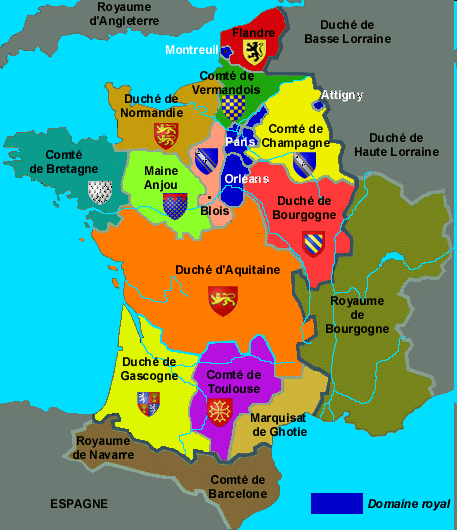 Royaume
d'Angleterre
Flandre
Duché de
Basse Lorraine
Montreuil
Comté de
Vermandois
Attigny
Duché de
Normandie
Paris
Comté de
Champagne
Duché de
Haute Lorraine
Comté
de Bretagne
Maine
Anjou
Orléans
Blois
Duché de
Bourgogne
Duché d'Aquitaine
Royaume
de
Bourgogne
Duché de
Gascogne
Comté de
Toulouse
Marquisat
de Ghotie
Royaume
de Navarre
Comté de
Barcelone
ESPAGNE
Domaine royal